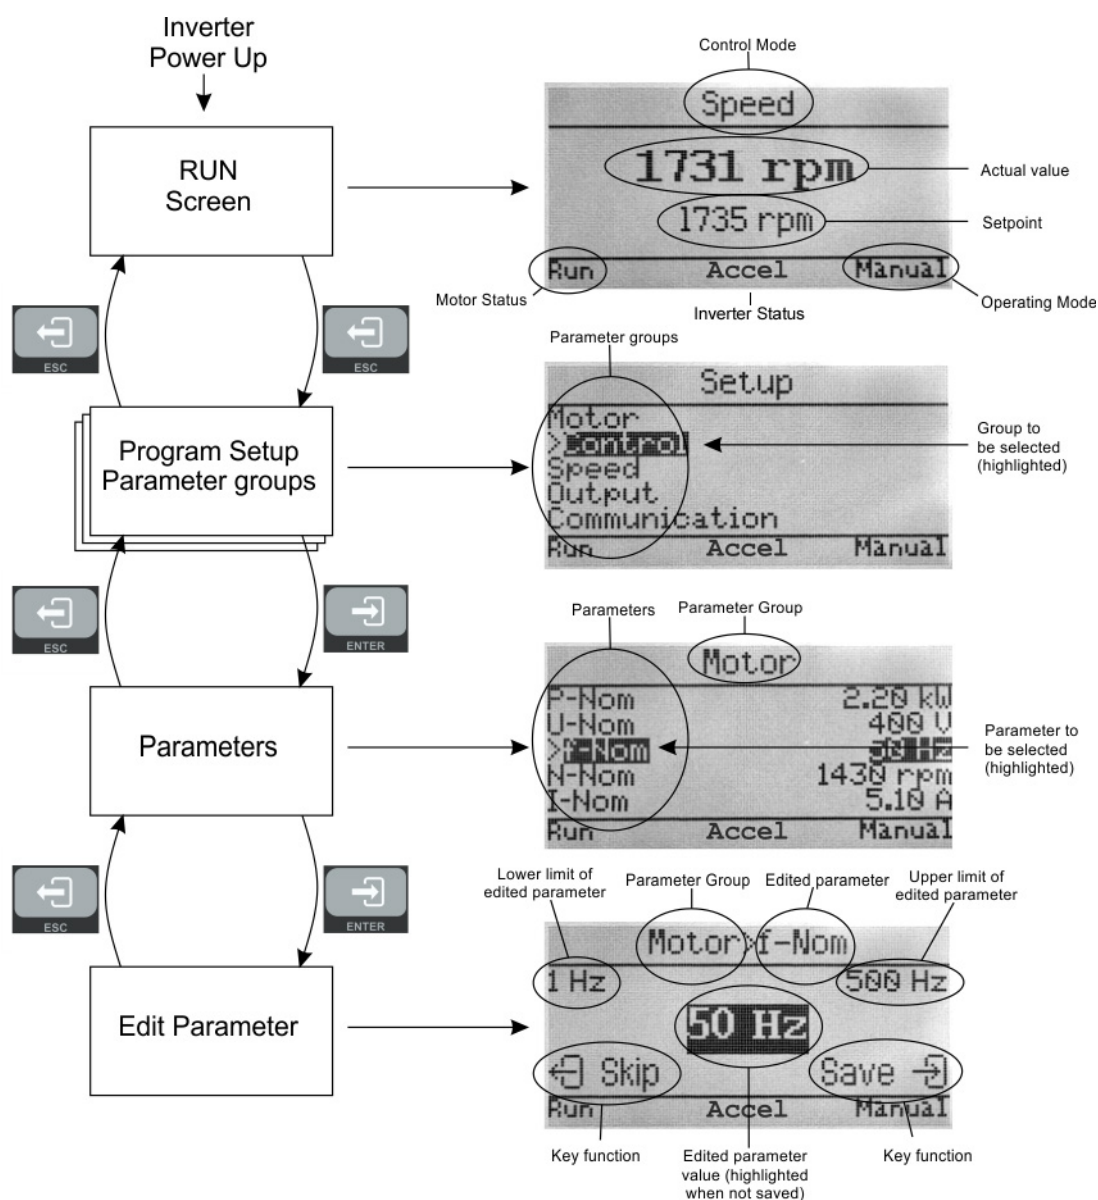 Inverter
Power Up
RUN
Screen
Control Mode
Speed
1731 rpm
Actual value
1735 rpm
Setpoint
Run Accel Manual
Motor Status
Inverter Status
Operating Mode
ESC
ESC
Program Setup
Parameter groups
Parameter groups
Setup
Motor
>Control
Speed
Output
Communication
Run Accel Manual
Group to
be selected
(highlighted)
ESC
ENTER
Parameters
Parameters
Parameter Group
Motor
P-Nom 2.20 kW
U-Nom 400 V
>f-Nom 50 Hz
N-Nom 1430 rpm
I-Nom 5.10 A
Run Accel Manual
Parameter to
be selected
(highlighted)
ESC
ENTER
Edit Parameter
Lower limit of
edited parameter
Parameter Group
Edited parameter
Upper limit of
edited parameter
Motor>f-Nom
1 Hz
500 Hz
50 Hz
Skip
Save
Run Accel Manual
Key function
Edited parameter
value (highlighted
when not saved)
Key function